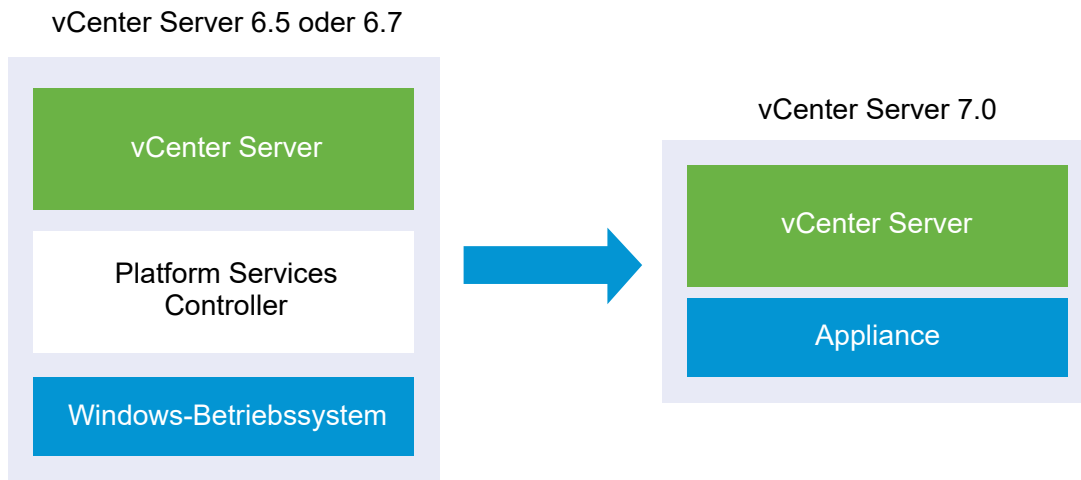 vCenter Server 6.5 oder 6.7
vCenter Server
Platform Services
Controller
Windows-Betriebssystem
vCenter Server 7.0
vCenter Server
Appliance